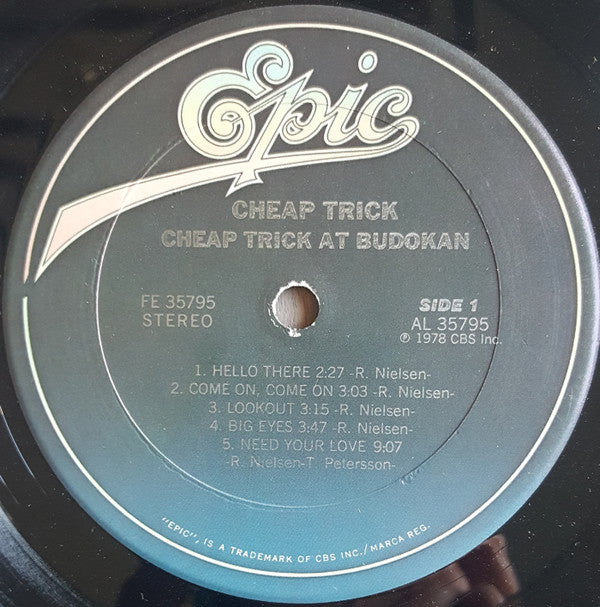 Epic
CHEAP TRICK
CHEAP TRICK AT BUDOKAN
FE 35795
STEREO
SIDE 1
AL 35795
℗ 1978 CBS Inc.
1. HELLO THERE 2:27 -R. Nielsen-
2. COME ON, COME ON 3:03 -R. Nielsen-
3. LOOKOUT 3:15 -R. Nielsen-
4. BIG EYES 3:47 -R. Nielsen-
5. NEED YOUR LOVE 9:07
-R. Nielsen-T. Petersson-
"EPIC", IS A TRADEMARK OF CBS INC./MARCA REG.